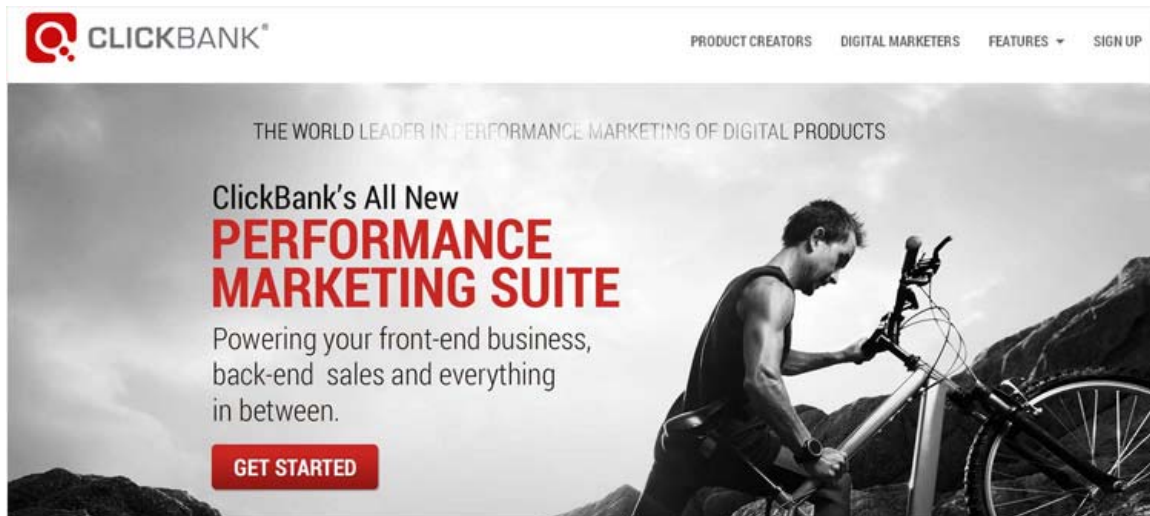 CLICKBANK®
PRODUCT CREATORS DIGITAL MARKETERS FEATURES SIGN UP
THE WORLD LEADER IN PERFORMANCE MARKETING OF DIGITAL PRODUCTS
ClickBank's All New
PERFORMANCE
MARKETING SUITE
Powering your front-end business,
back-end sales and everything
in between.
GET STARTED